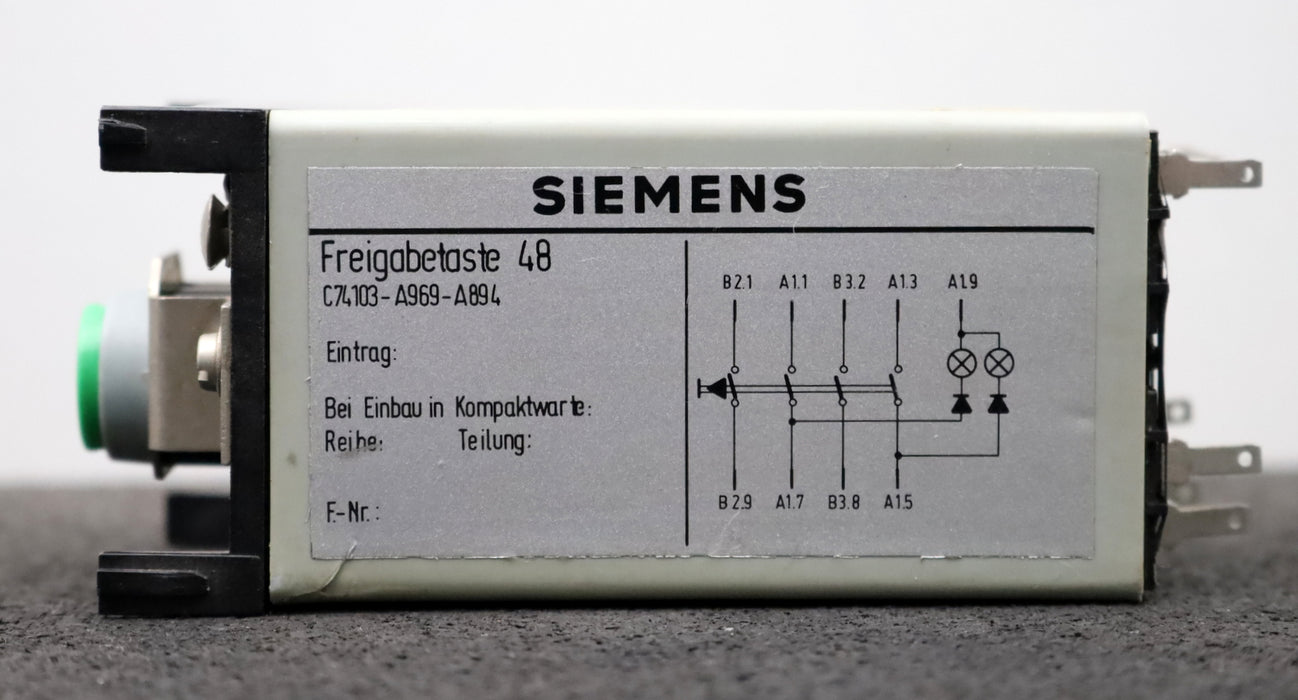 SIEMENS
Freigabetaste 48
C74103-A969-A894
Eintrag:
Bei Einbau in Kompaktwarte:
Reihe: Teilung:
F.-Nr.:
B2.1 A1.1 B3.2 A1.3 A1.9
B2.9 A1.7 B3.8 A1.5